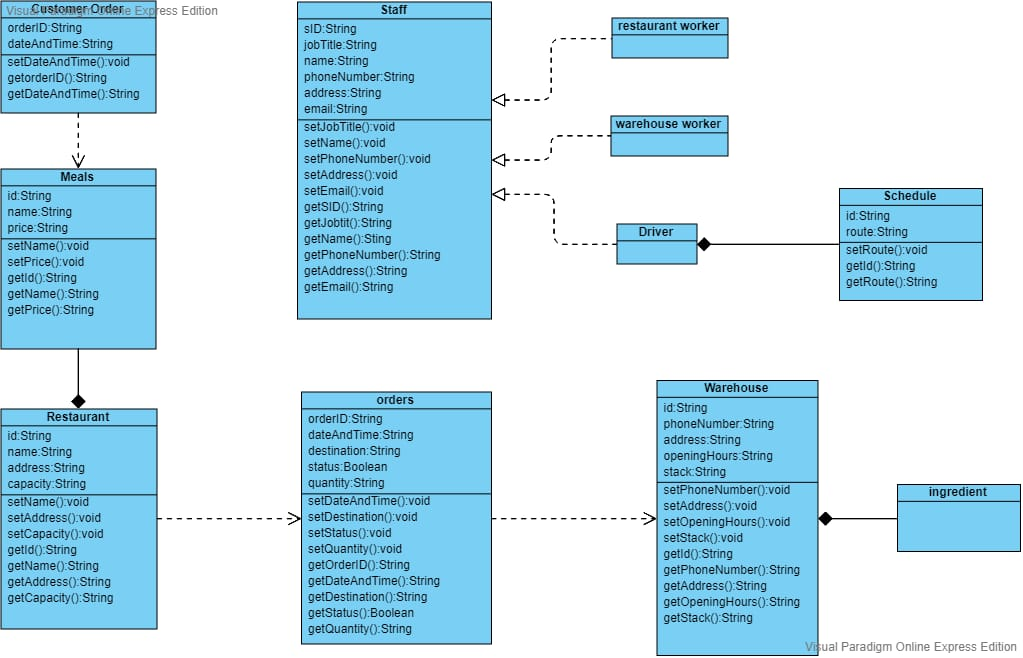 Visual Paradigm Online Express Edition
Customer Order
orderID:String
dateAndTime:String
setDateAndTime():void
getorderID():String
getDateAndTime():String
Meals
id:String
name:String
price:String
setName():void
setPrice():void
getId():String
getName():String
getPrice():String
Restaurant
id:String
name:String
address:String
capacity:String
setName():void
setAddress():void
setCapacity():void
getId():String
getName():String
getAddress():String
getCapacity():String
Staff
sID:String
jobTitle:String
name:String
phoneNumber:String
address:String
email:String
setJobTitle():void
setName():void
setPhoneNumber():void
setAddress():void
setEmail():void
getSID():String
getJobtit():String
getName():Sting
getPhoneNumber():String
getAddress():String
getEmail():String
orders
orderID:String
dateAndTime:String
destination:String
status:Boolean
quantity:String
setDateAndTime():void
setDestination():void
setStatus():void
setQuantity():void
getOrderID():String
getDateAndTime():String
getDestination():String
getStatus():Boolean
getQuantity():String
restaurant worker
warehouse worker
Driver
Schedule
id:String
route:String
setRoute():void
getId():String
getRoute():String
Warehouse
id:String
phoneNumber:String
address:String
openingHours:String
stack:String
setPhoneNumber():void
setAddress():void
setOpeningHours():void
setStack():void
getId():String
getPhoneNumber():String
getAddress():String
getOpeningHours():String
getStack():String
ingredient
Visual Paradigm Online Express Edition